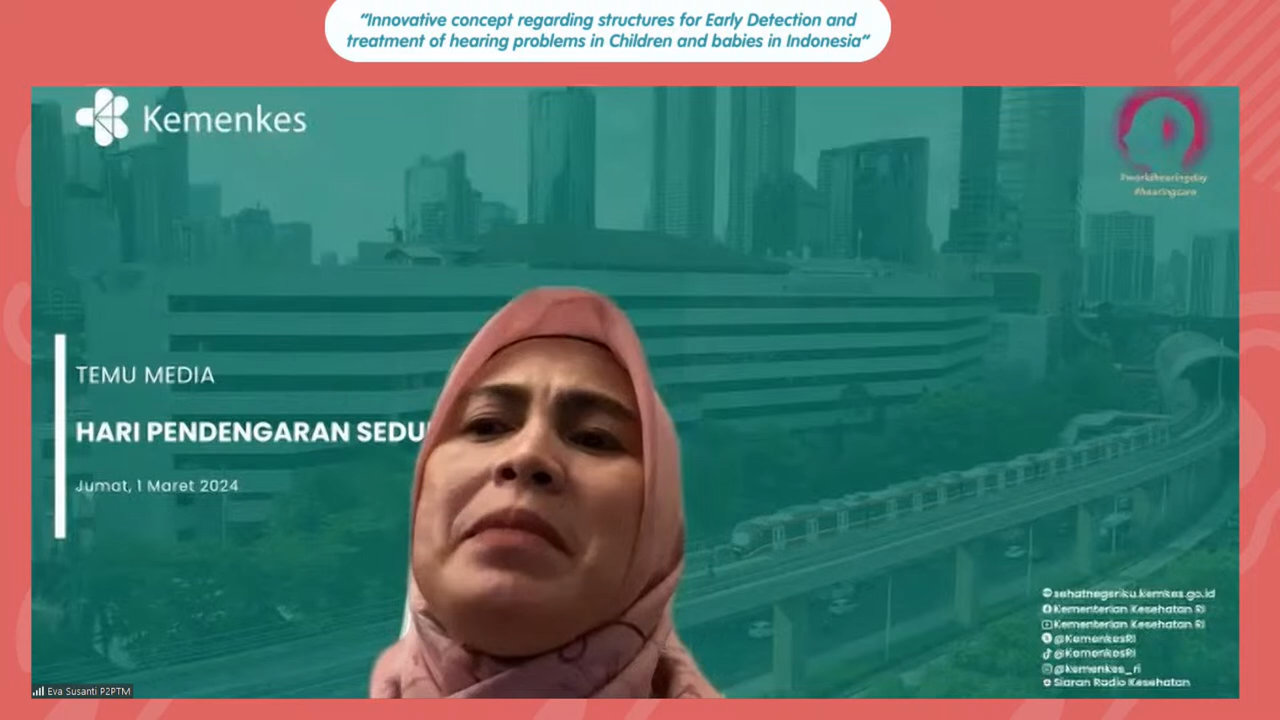 “Innovative concept regarding structures for Early Detection and
treatment of hearing problems in Children and babies in Indonesia“
Kemenkes
#worldhearingday
#hearingcare
TEMU MEDIA
HARI PENDENGARAN SEDU
Jumat, 1 Maret 2024
sehatnegeriku.kemkes.go.id
Kementerian Kesehatan RI
Kementerian Kesehatan RI
@KemenkesRI
@KemenkesRI
@kemenkes_ri
Siaran Radio Kesehatan
Eva Susanti P2PTM